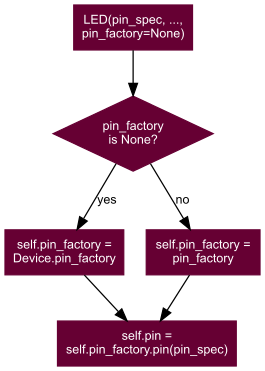 LED(pin_spec, ...,
pin_factory=None)
pin_factory
is None?
yes
no
self.pin_factory =
Device.pin_factory
self.pin_factory =
pin_factory
self.pin =
self.pin_factory.pin(pin_spec)